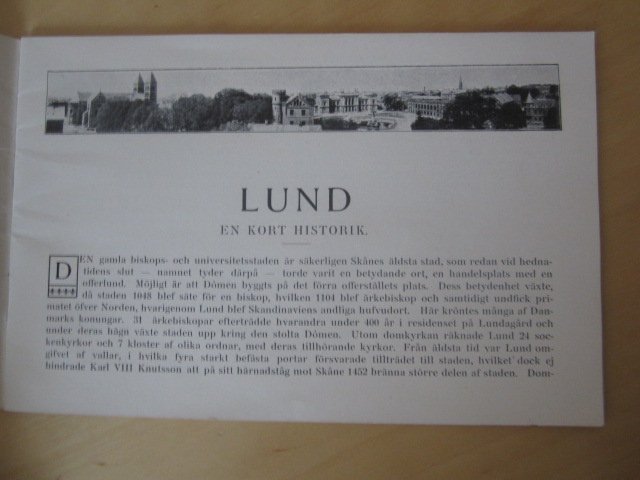 LUND
EN KORT HISTORIK.
DEN gamla biskops- och universitetsstaden är säkerligen Skånes äldsta stad, som redan vid hedna-
tidens slut — namnet tyder därpå — torde varit en betydande ort, en handelsplats med en
offerlund. Möjligt är att Dômen byggts på det förra offerställets plats. Dess betydenhet växte,
då staden 1048 blef säte för en biskop, hvilken 1104 blef ärkebiskop och samtidigt undfick pri-
matet öfver Norden, hvarigenom Lund blef Skandinaviens andliga hufvudort. Här kröntes många af Dan-
marks konungar. 31 ärkebiskopar efterträdde hvarandra under 400 år i residenset på Lundagård och
under deras hägn växte staden upp kring den stolta Dômen. Utom domkyrkan räknade Lund 24 soc-
kenkyrkor och 7 kloster af olika ordnar, med deras tillhörande kyrkor. Från äldsta tid var Lund om-
gifvet af vallar, i hvilka fyra starkt befästa portar försvarade tillträdet till staden, hvilket dock ej
hindrade Karl VIII Knutsson att på sitt härnadståg mot Skåne 1452 bränna större delen af staden. Dom-